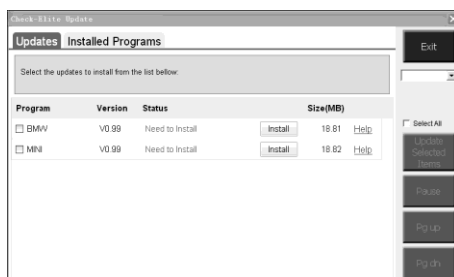 Check-Elite Update
Updates Installed Programs
Exit
Select the updates to install from the list bellow:
Program Version Status Size(MB)
Select All
BMW V0.99 Need to Install Install 18.81 Help
MINI V0.99 Need to Install Install 18.82 Help
Update
Selected
Items
Pause
Pg up
Pg dn